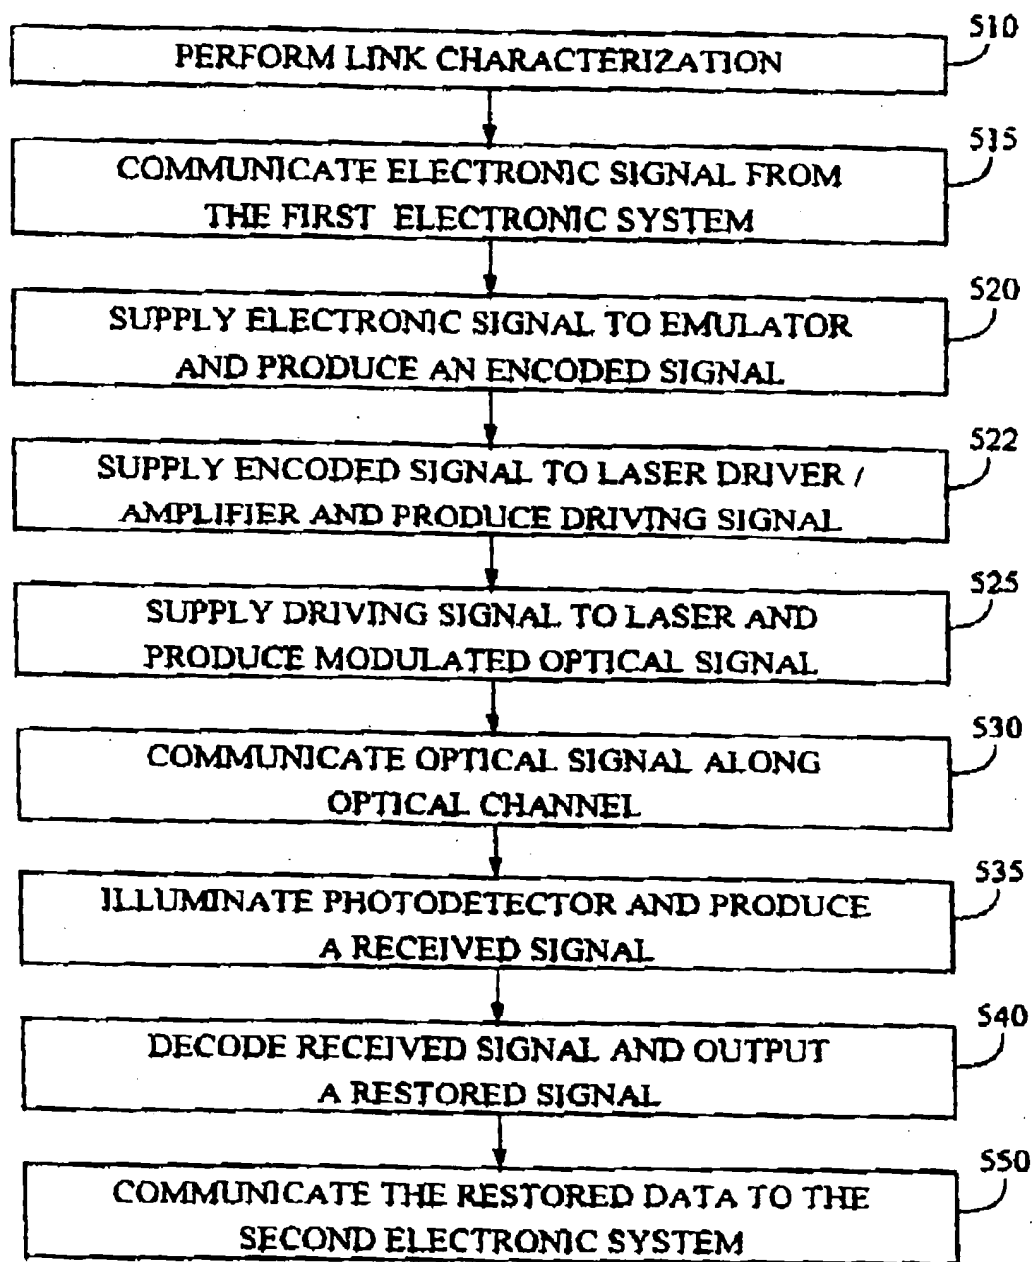 510
PERFORM LINK CHARACTERIZATION
515
COMMUNICATE ELECTRONIC SIGNAL FROM
THE FIRST ELECTRONIC SYSTEM
520
SUPPLY ELECTRONIC SIGNAL TO EMULATOR
AND PRODUCE AN ENCODED SIGNAL
522
SUPPLY ENCODED SIGNAL TO LASER DRIVER /
AMPLIFIER AND PRODUCE DRIVING SIGNAL
525
SUPPLY DRIVING SIGNAL TO LASER AND
PRODUCE MODULATED OPTICAL SIGNAL
530
COMMUNICATE OPTICAL SIGNAL ALONG
OPTICAL CHANNEL
535
ILLUMINATE PHOTODETECTOR AND PRODUCE
A RECEIVED SIGNAL
540
DECODE RECEIVED SIGNAL AND OUTPUT
A RESTORED SIGNAL
550
COMMUNICATE THE RESTORED DATA TO THE
SECOND ELECTRONIC SYSTEM